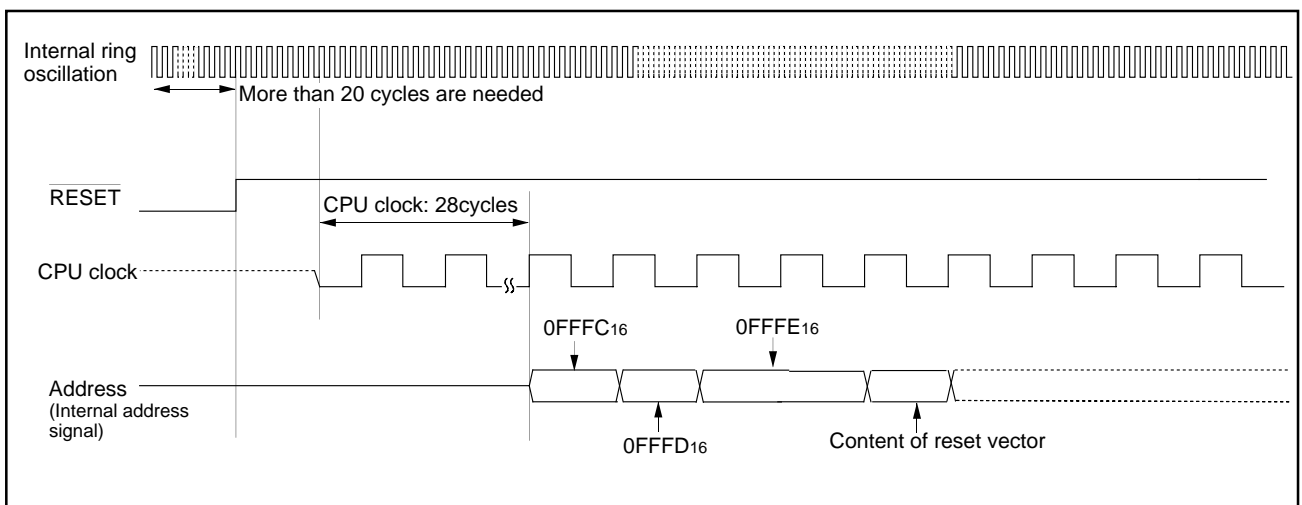 Internal ring
oscillation
More than 20 cycles are needed
RESET
CPU clock: 28cycles
CPU clock
0FFFC16
0FFFE16
Address
(Internal address
signal)
0FFFD16
Content of reset vector